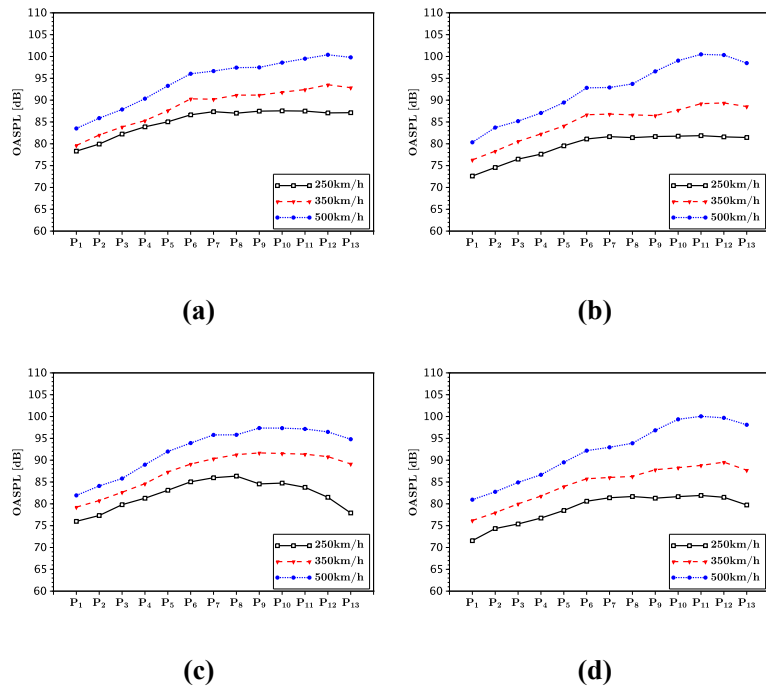 110
105
100
95
90
85
80
75
70
65
60
OASPL [dB]
250km/h
350km/h
500km/h
P₁ P₂ P₃ P₄ P₅ P₆ P₇ P₈ P₉ P₁₀ P₁₁ P₁₂ P₁₃
(a)
110
105
100
95
90
85
80
75
70
65
60
OASPL [dB]
250km/h
350km/h
500km/h
P₁ P₂ P₃ P₄ P₅ P₆ P₇ P₈ P₉ P₁₀ P₁₁ P₁₂ P₁₃
(b)
110
105
100
95
90
85
80
75
70
65
60
OASPL [dB]
250km/h
350km/h
500km/h
P₁ P₂ P₃ P₄ P₅ P₆ P₇ P₈ P₉ P₁₀ P₁₁ P₁₂ P₁₃
(c)
110
105
100
95
90
85
80
75
70
65
60
OASPL [dB]
250km/h
350km/h
500km/h
P₁ P₂ P₃ P₄ P₅ P₆ P₇ P₈ P₉ P₁₀ P₁₁ P₁₂ P₁₃
(d)